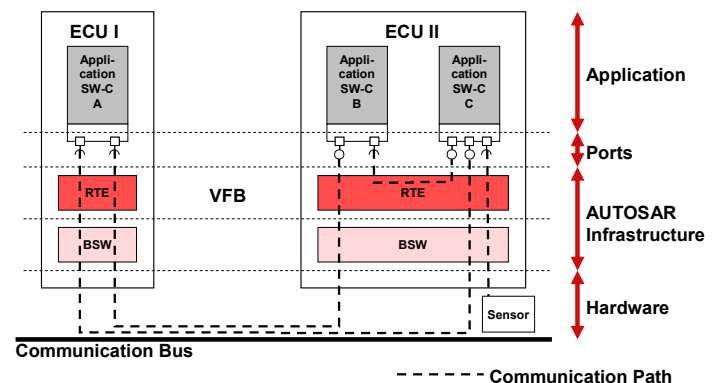 ECU I
ECU II
Appli-
cation
SW-C
A
Appli-
cation
SW-C
B
Appli-
cation
SW-C
C
Application
Ports
RTE
VFB
RTE
AUTOSAR
Infrastructure
BSW
BSW
Sensor
Hardware
Communication Bus
Communication Path